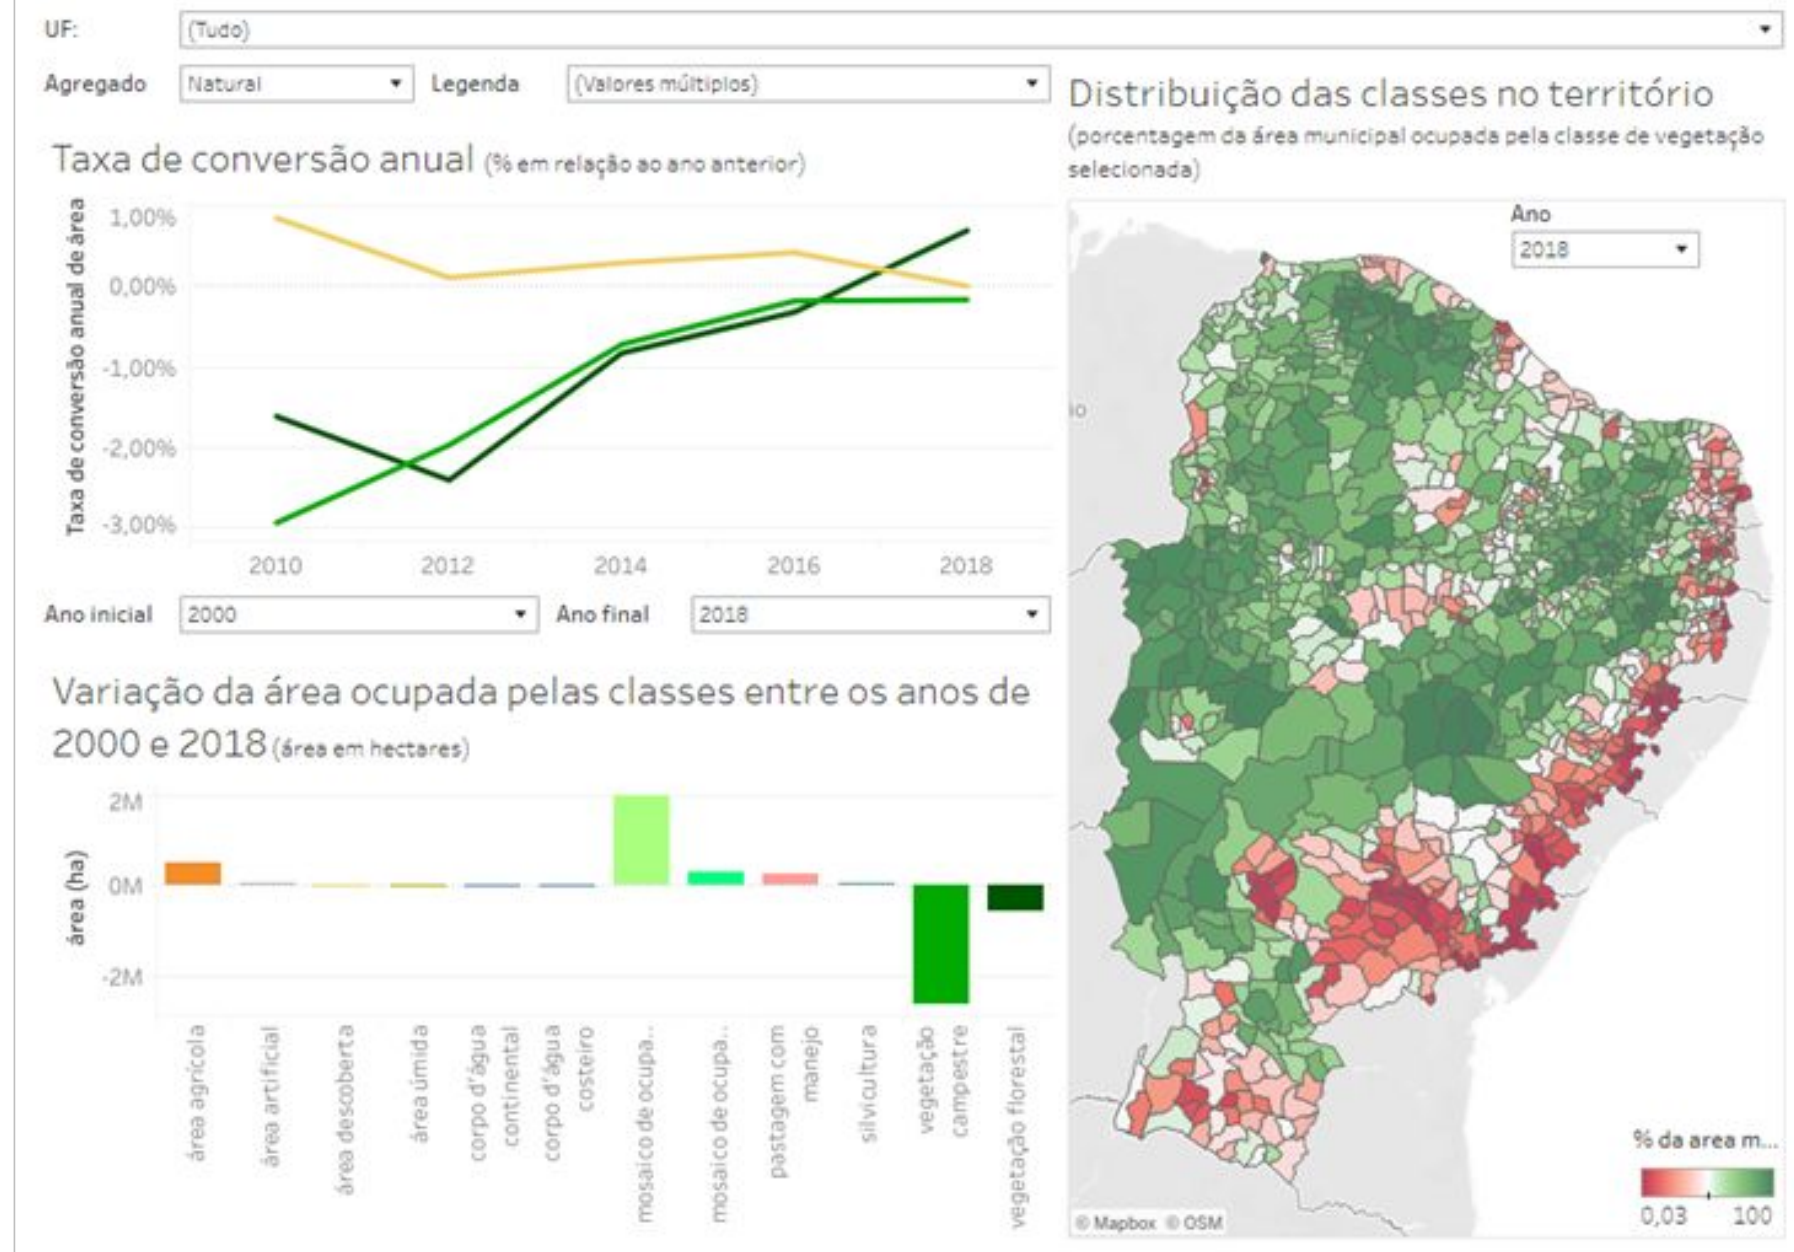 UF:
(Tudo)
Agregado
Natural
Legenda
(Valores múltiplos)
Taxa de conversão anual (% em relação ao ano anterior)
Taxa de conversão anual de área
1,00%
0,00%
-1,00%
-2,00%
-3,00%
2010
2012
2014
2016
2018
Ano inicial
2000
Ano final
2018
Variação da área ocupada pelas classes entre os anos de
2000 e 2018 (área em hectares)
área (ha)
2M
0M
-2M
área agrícola
área artificial
área descoberta
área úmida
corpo d'água
continental
corpo d'água
costeiro
mosaico de ocupa..
mosaico de ocupa..
pastagem com
manejo
silvicultura
vegetação
campestre
vegetação florestal
Distribuição das classes no território
(porcentagem da área municipal ocupada pela classe de vegetação
selecionada)
Ano
2018
% da area m...
0,03
100
© Mapbox © OSM